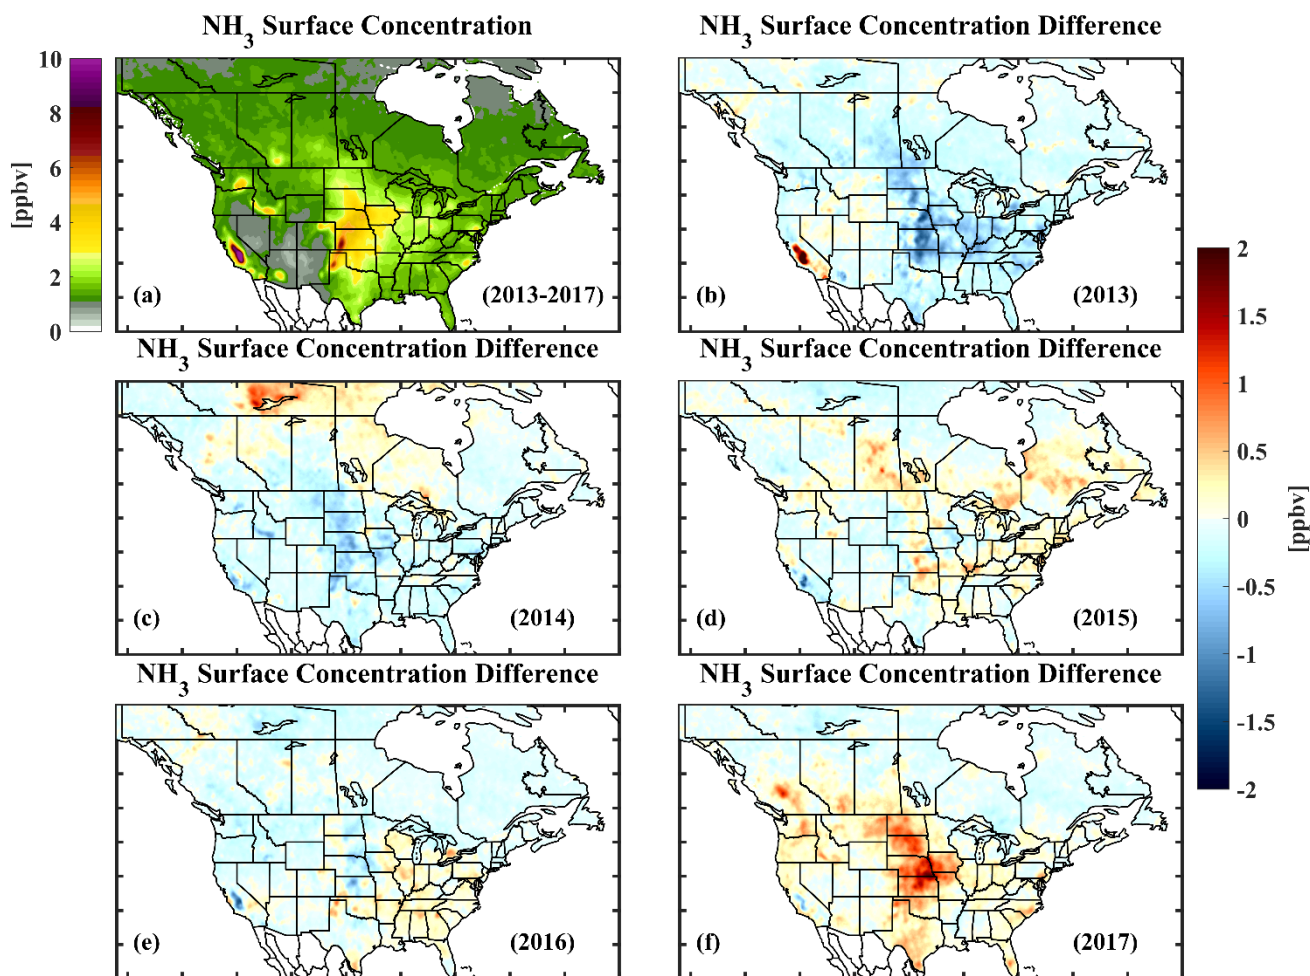 NH3 Surface Concentration
NH3 Surface Concentration Difference
10
8
6
4
2
0
[ppbv]
(a)
(2013-2017)
(b)
(2013)
NH3 Surface Concentration Difference
NH3 Surface Concentration Difference
(c)
(2014)
(d)
(2015)
NH3 Surface Concentration Difference
NH3 Surface Concentration Difference
(e)
(2016)
(f)
(2017)
2
1.5
1
0.5
0
-0.5
-1
-1.5
-2
[ppbv]